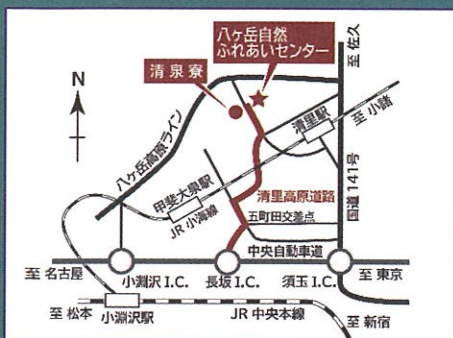 八ヶ岳自然
ふれあいセンター
至 佐久
清泉寮
N
清里駅
至 小諸
八ヶ岳高原ライン
甲斐大泉駅
JR 小海線
清里高原道路
国道 141号
五町田交差点
中央自動車道
至 名古屋
小淵沢 I.C.
長坂 I.C.
須玉 I.C.
至 東京
至 松本
小淵沢駅
JR 中央本線
至 新宿